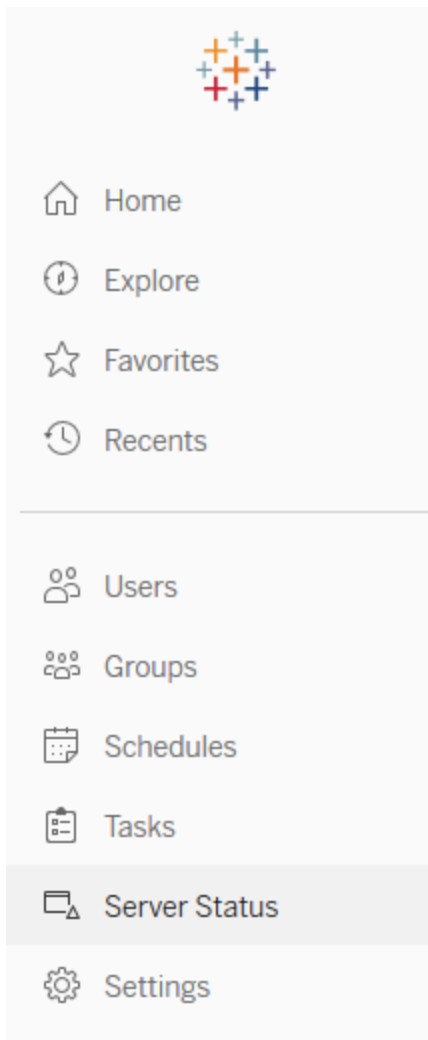 Home
Explore
Favorites
Recents
Users
Groups
Schedules
Tasks
Server Status
Settings